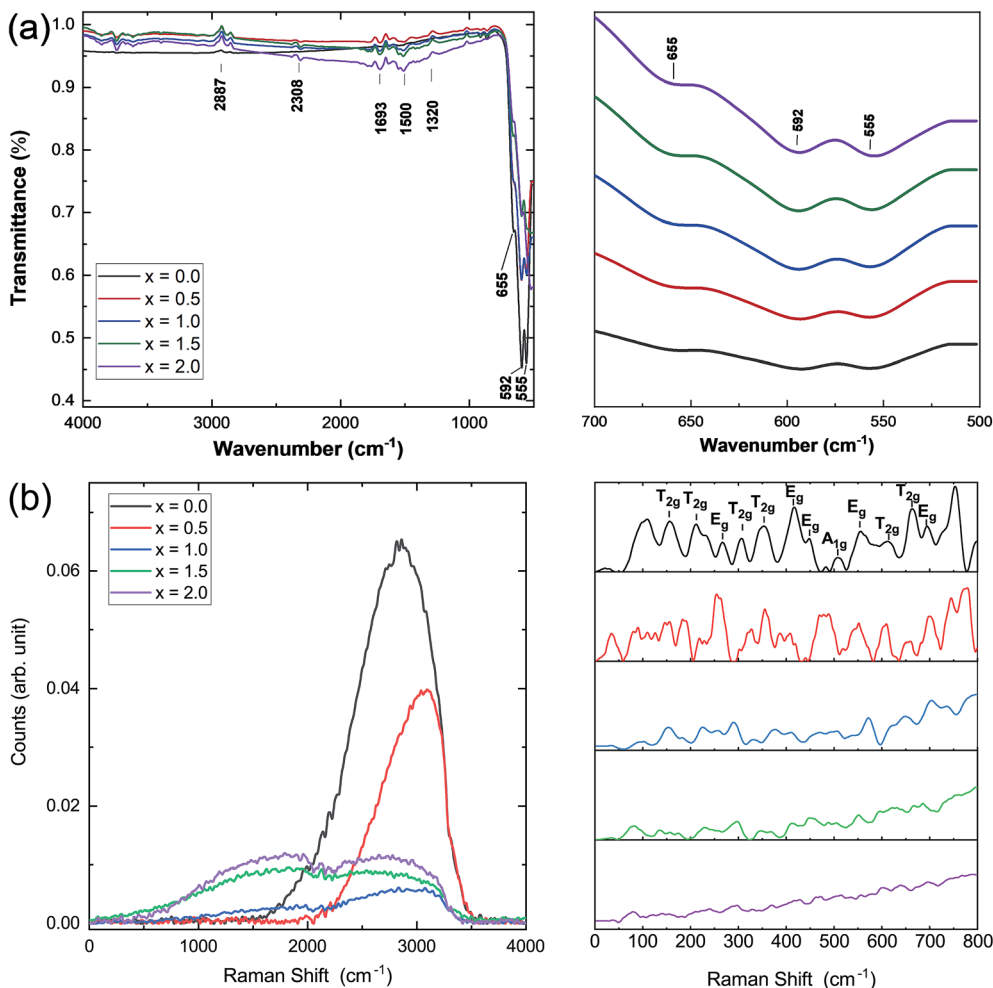 (a)
Transmittance (%)
1.0
0.9
0.8
0.7
0.6
0.5
0.4
2887
2308
1693
1500
1320
655
592
555
x = 0.0
x = 0.5
x = 1.0
x = 1.5
x = 2.0
4000 3000 2000 1000
Wavenumber (cm⁻¹)
655
592
555
700 650 600 550 500
Wavenumber (cm⁻¹)
(b)
Counts (arb. unit)
0.06
0.04
0.02
0.00
x = 0.0
x = 0.5
x = 1.0
x = 1.5
x = 2.0
0 1000 2000 3000 4000
Raman Shift (cm⁻¹)
T2g T2g Eg T2g T2g Eg Eg A1g Eg T2g T2g Eg
0 100 200 300 400 500 600 700 800
Raman Shift (cm⁻¹)